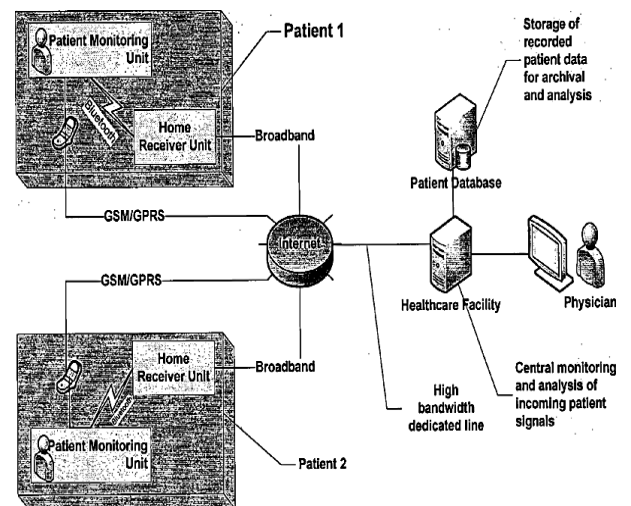 Patient Monitoring
Unit
Bluetooth
Home
Receiver Unit
Patient 1
Broadband
GSM/GPRS
Storage of
recorded
patient data
for archival
and analysis
Patient Database
Internet
Healthcare Facility
Physician
GSM/GPRS
Home
Receiver Unit
Broadband
Bluetooth
Patient Monitoring
Unit
Patient 2
High
bandwidth
dedicated line
Central monitoring
and analysis of
incoming patient
signals